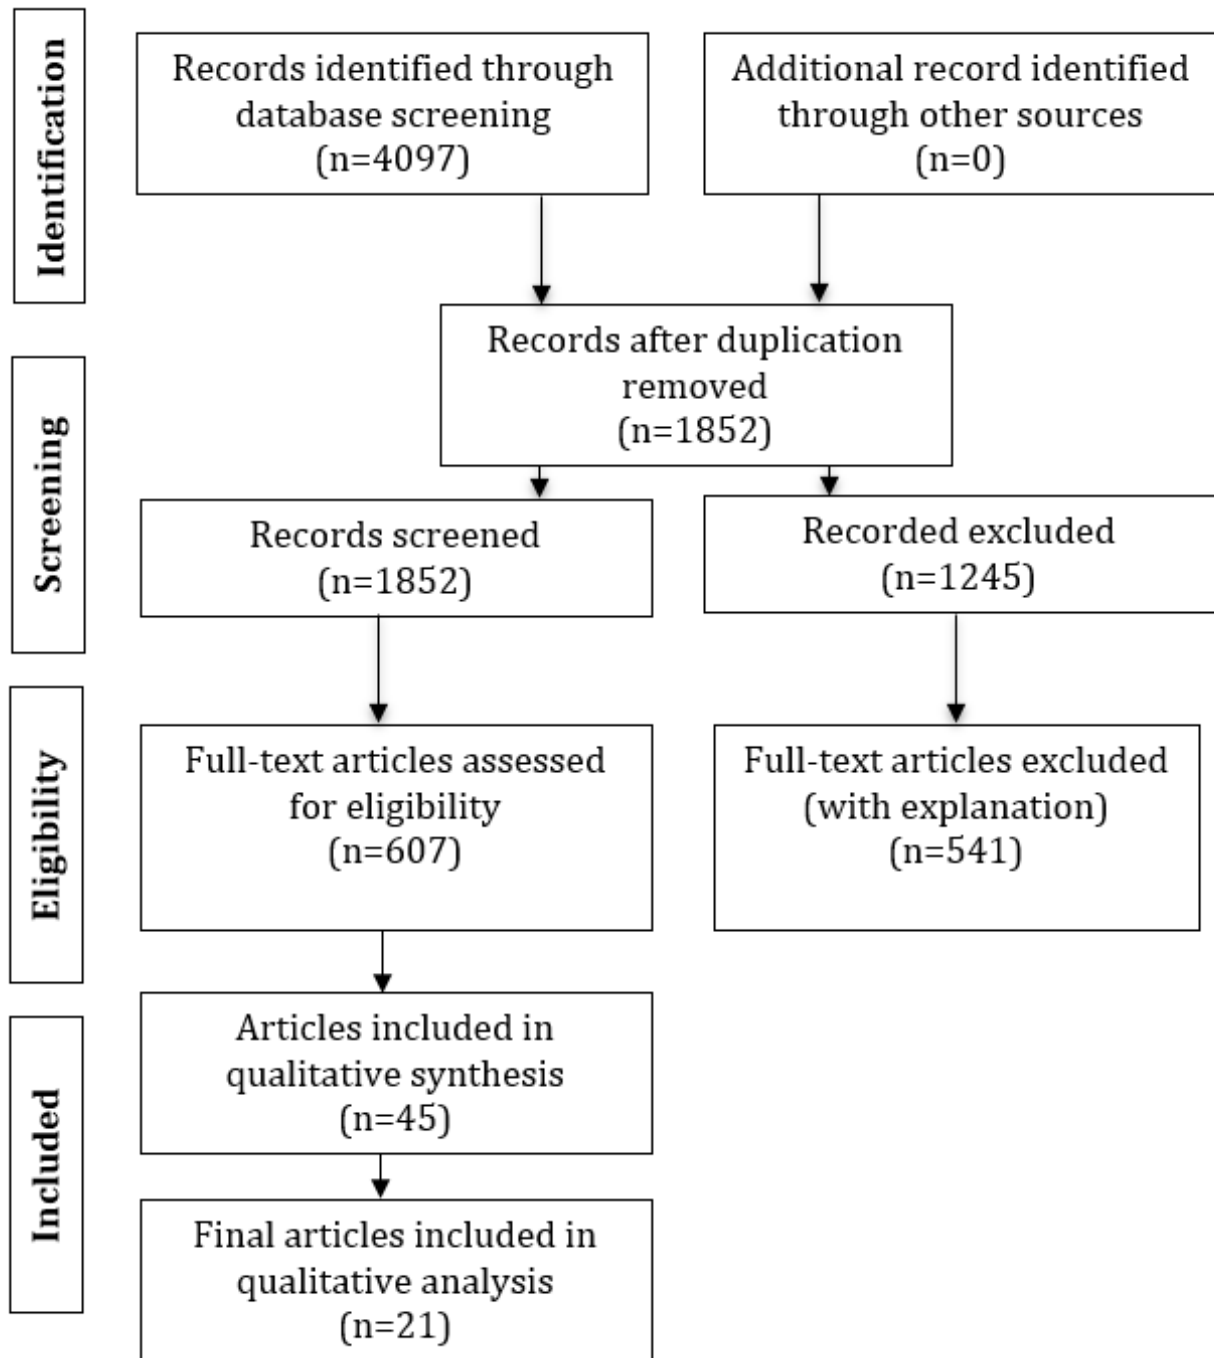 Identification
Records identified through
database screening
(n=4097)
Additional record identified
through other sources
(n=0)
Records after duplication
removed
(n=1852)
Screening
Records screened
(n=1852)
Recorded excluded
(n=1245)
Eligibility
Full-text articles assessed
for eligibility
(n=607)
Full-text articles excluded
(with explanation)
(n=541)
Included
Articles included in
qualitative synthesis
(n=45)
Final articles included in
qualitative analysis
(n=21)